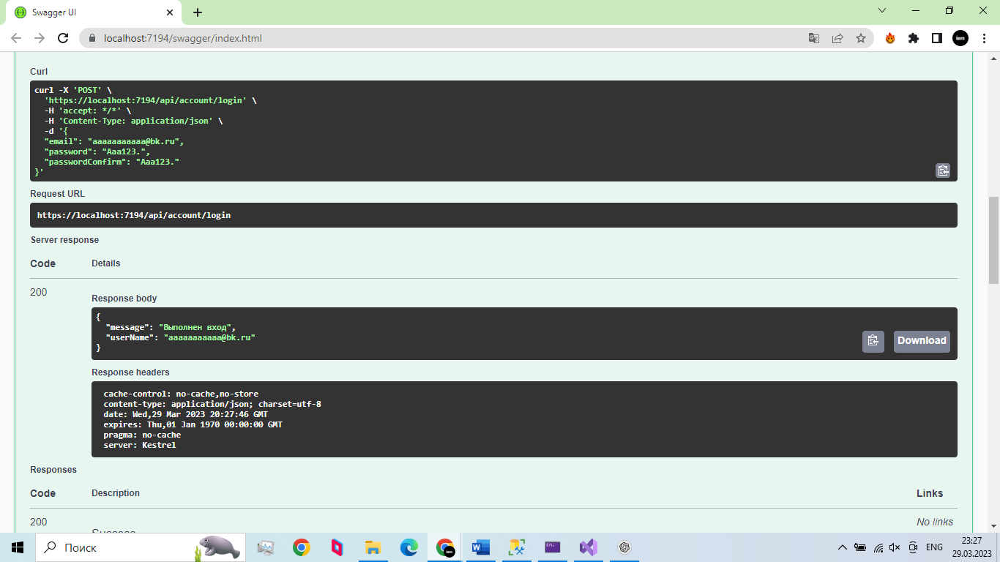 Swagger UI
localhost:7194/swagger/index.html
Curl
curl -X 'POST' \
'https://localhost:7194/api/account/login' \
-H 'accept: */*' \
-H 'Content-Type: application/json' \
-d '{
"email": "aaaaaaaaaaa@bk.ru",
"password": "Aaa123.",
"passwordConfirm": "Aaa123."
}'
Request URL
https://localhost:7194/api/account/login
Server response
Code Details
200
Response body
{
"message": "Выполнен вход",
"userName": "aaaaaaaaaaa@bk.ru"
}
Download
Response headers
cache-control: no-cache,no-store
content-type: application/json; charset=utf-8
date: Wed,29 Mar 2023 20:27:46 GMT
expires: Thu,01 Jan 1970 00:00:00 GMT
pragma: no-cache
server: Kestrel
Responses
Code Description Links
200 No links
Success
Поиск
ENG
23:27
29.03.2023